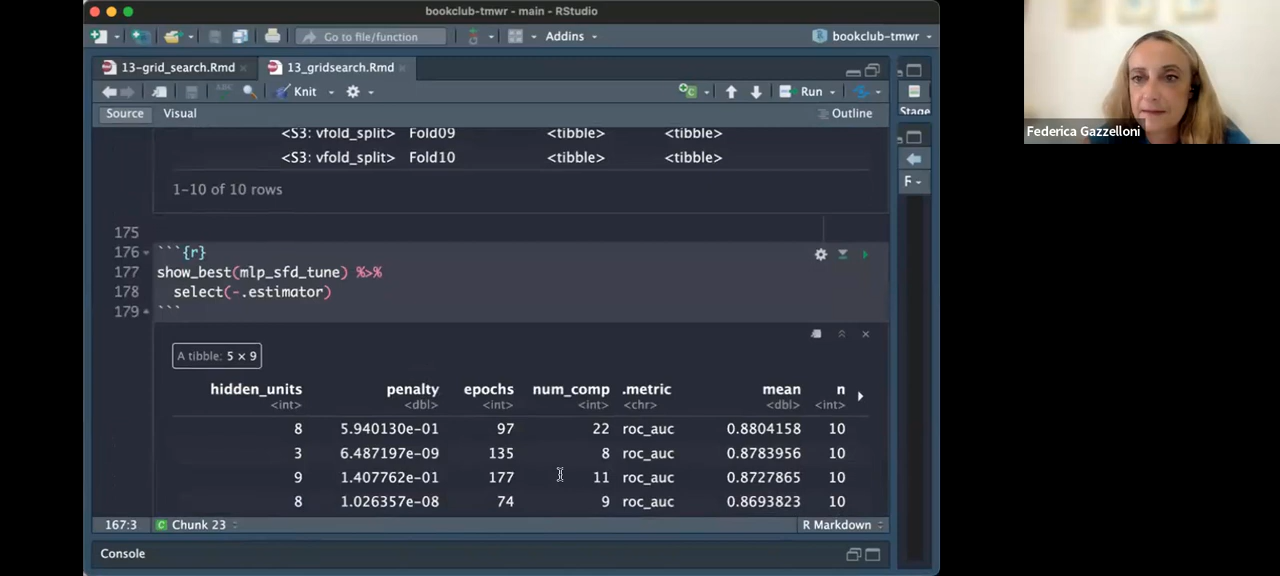 bookclub-tmwr - main - RStudio
Go to file/function
Addins
bookclub-tmwr
13-grid_search.Rmd
13_gridsearch.Rmd
Knit
Run
Source
Visual
Outline
Stage
F
Federica Gazzelloni
<S3: vfold_split> Fold09 <tibble> <tibble>
<S3: vfold_split> Fold10 <tibble> <tibble>
1-10 of 10 rows
175
176 ```{r}
177 show_best(mlp_sfd_tune) %>%
178 select(-.estimator)
179 ```
A tibble: 5 × 9
hidden_units penalty epochs num_comp .metric mean n
<int> <dbl> <int> <int> <chr> <dbl> <int>
8 5.940130e-01 97 22 roc_auc 0.8804158 10
3 6.487197e-09 135 8 roc_auc 0.8783956 10
9 1.407762e-01 177 11 roc_auc 0.8727865 10
8 1.026357e-08 74 9 roc_auc 0.8693823 10
167:3 Chunk 23 R Markdown
Console